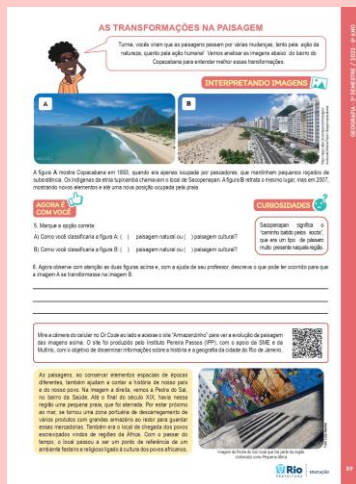 AS TRANSFORMAÇÕES NA PAISAGEM
Turma, vocês viram que as paisagens passam por várias mudanças, tanto pela ação da
natureza, quanto pela ação humana! Vamos analisar as imagens abaixo do bairro de
Copacabana para entender melhor essas transformações.
INTERPRETANDO IMAGENS
A
B
A figura A mostra Copacabana em 1893, quando era apenas ocupada por pescadores, que mantinham pequenos roçados de
subsistência. Os indígenas da etnia tupinambá chamavam o local de Sacopenapan. A figura B retrata o mesmo lugar, mas em 2007,
mostrando novos elementos e até uma nova posição ocupada pela praia.
AGORA É
COM VOCÊ
5. Marque a opção correta:
A) Como você classificaria a figura A: ( ) paisagem natural ou ( ) paisagem cultural?
B) Como você classificaria a figura B: ( ) paisagem natural ou ( ) paisagem cultural?
CURIOSIDADES
Sacopenapan significa o
"caminho batido pelos socós",
que era um tipo de pássaro
muito presente naquela região.
6. Agora observe com atenção as duas figuras acima e, com a ajuda de seu professor, descreva o que pode ter ocorrido para que
a imagem A se transformasse na imagem B.
Mire a câmera do celular no Qr Code ao lado e acesse o site "Armazenzinho" para ver a evolução da paisagem
das imagens acima. O site foi produzido pelo Instituto Pereira Passos (IPP), com o apoio da SME e da
Multirio, com o objetivo de disseminar informações sobre a história e a geografia da cidade do Rio de Janeiro.
As paisagens, ao conservar elementos espaciais de épocas
diferentes, também ajudam a contar a história de nosso país
e do nosso povo. Na imagem a direita, vemos a Pedra do Sal,
no bairro da Saúde. Até o final do século XIX, havia nessa
região uma pequena praia, que foi aterrada. Por estar próximo
ao mar, se tornou uma zona portuária de descarregamento de
vários produtos com grandes armazéns ao redor para guardar
essas mercadorias. Também era o local de chegada dos povos
escravizados vindos de regiões da África. Com o passar do
tempo, o local passou a ser um ponto de referência de um
ambiente festeiro e religioso ligado à cultura dos povos africanos.
Imagem da Pedra do Sal, local que faz parte da região
conhecida como Pequena África
Rio
PREFEITURA
EDUCAÇÃO
89
GEOGRAFIA · 2º SEMESTRE / 2023 · 6º ANO